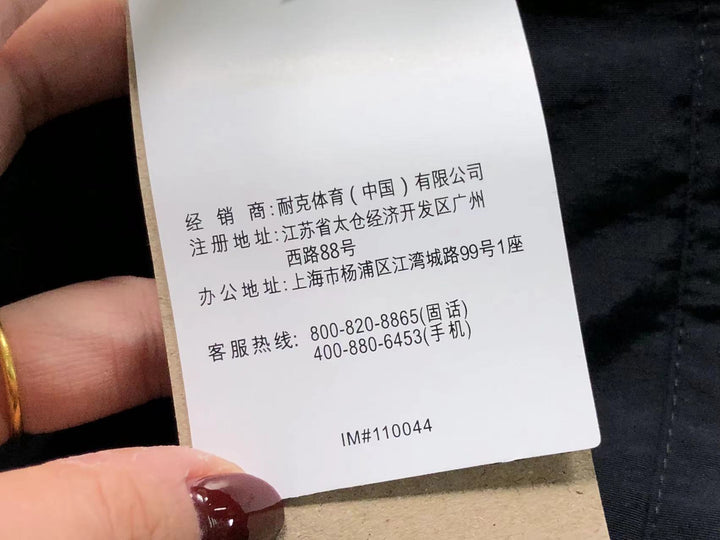 经销商:耐克体育(中国)有限公司
注册地址:江苏省太仓经济开发区广州
西路88号
办公地址:上海市杨浦区江湾城路99号1座
客服热线: 800-820-8865(固话)
400-880-6453(手机)
IM#110044